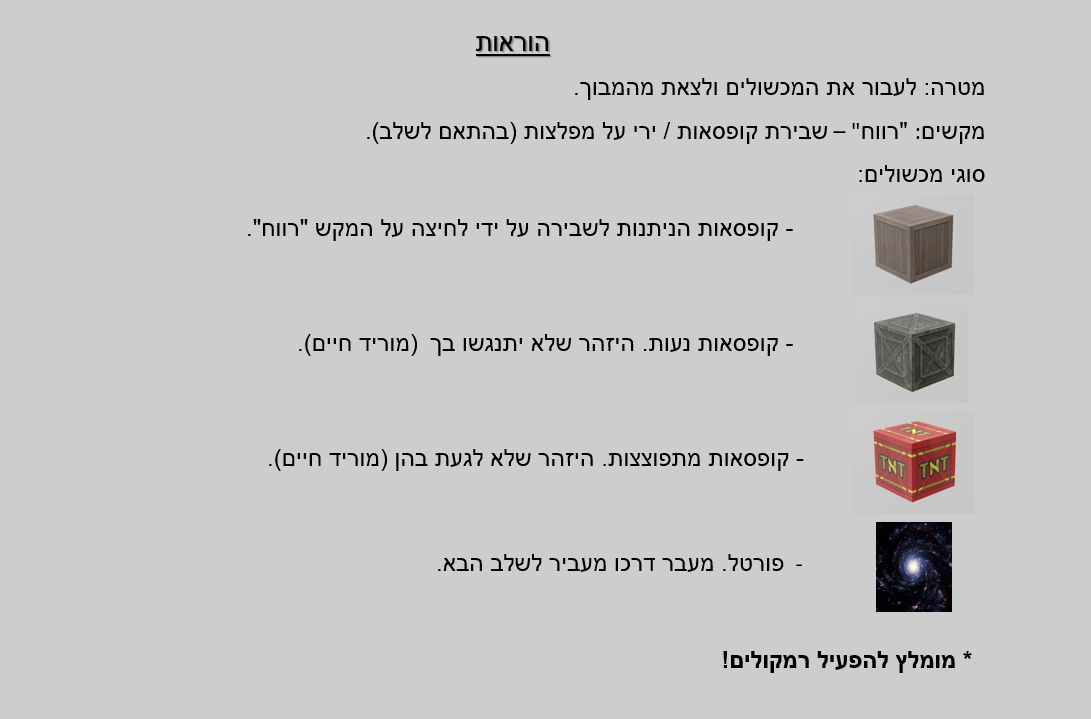 הוראות
מטרה: לעבור את המכשולים ולצאת מהמבוך.
מקשים: "רווח" – שבירת קופסאות / ירי על מפלצות (בהתאם לשלב).
סוגי מכשולים:
- קופסאות הניתנות לשבירה על ידי לחיצה על המקש "רווח".
- קופסאות נעות. היזהר שלא יתנגשו בך (מוריד חיים).
- קופסאות מתפוצצות. היזהר שלא לגעת בהן (מוריד חיים).
TNT
TNT TNT
- פורטל. מעבר דרכו מעביר לשלב הבא.
* מומלץ להפעיל רמקולים!